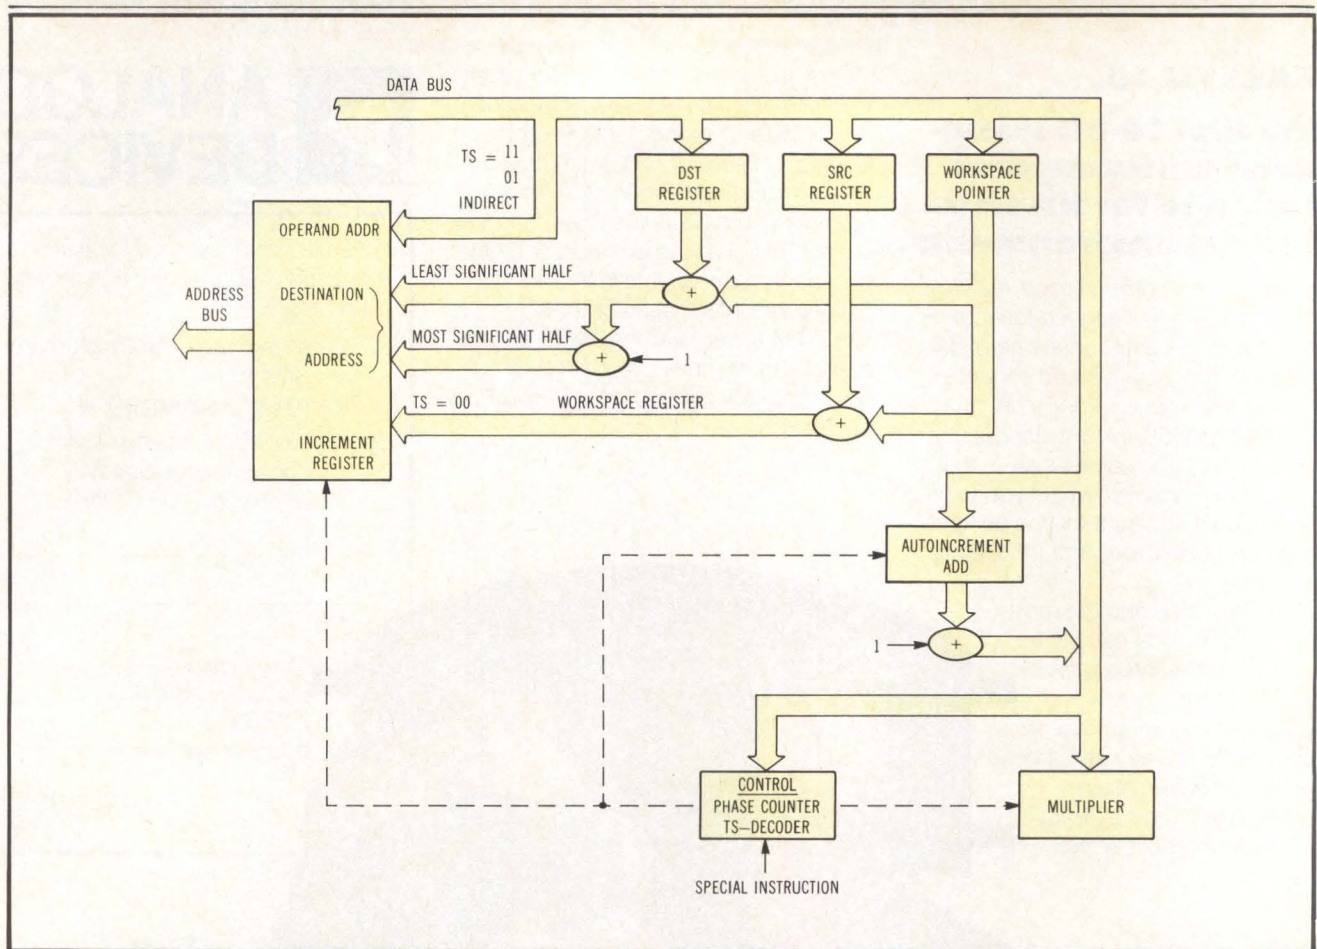 DATA BUS
TS = 11
01
INDIRECT
DST
REGISTER
SRC
REGISTER
WORKSPACE
POINTER
OPERAND ADDR
LEAST SIGNIFICANT HALF
+
ADDRESS
BUS
DESTINATION
MOST SIGNIFICANT HALF
ADDRESS
+
1
TS = 00
WORKSPACE REGISTER
+
INCREMENT
REGISTER
AUTOINCREMENT
ADD
1
+
CONTROL
PHASE COUNTER
TS–DECODER
MULTIPLIER
SPECIAL INSTRUCTION